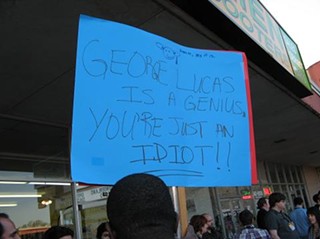 GEORGE LUCAS
IS A GENIUS,
YOU'RE JUST AN
IDIOT!!